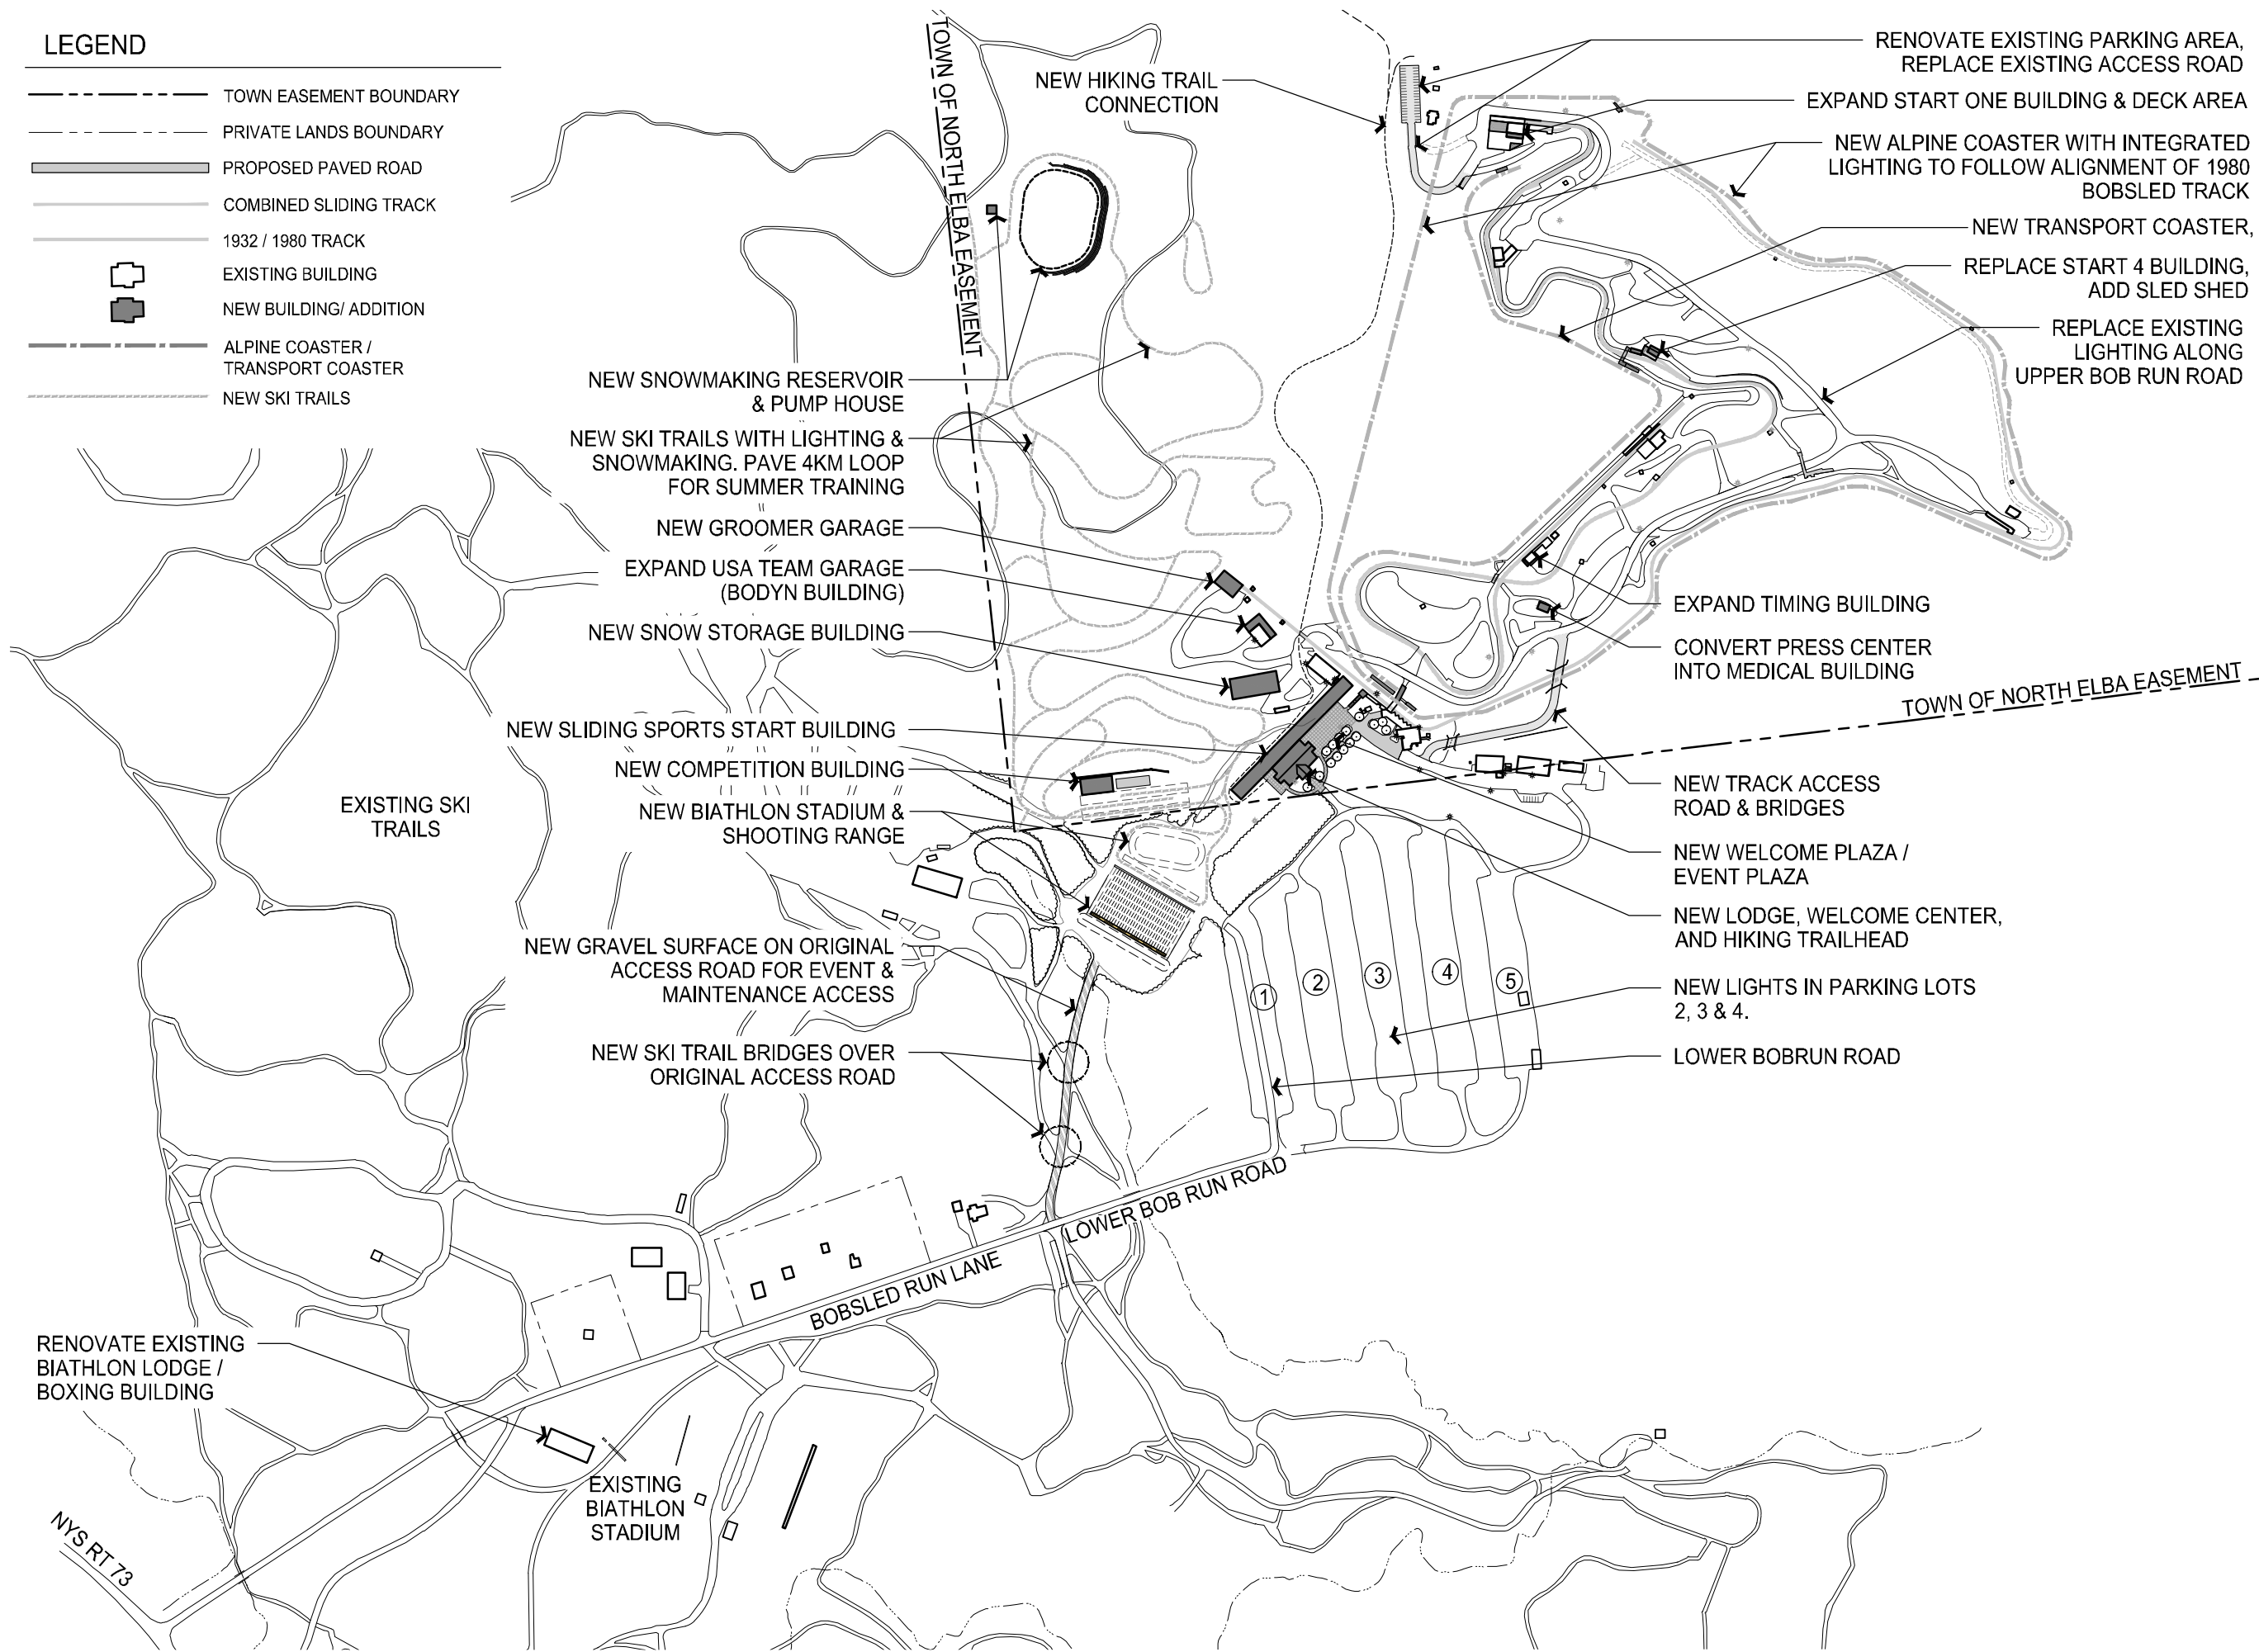 LEGEND
TOWN EASEMENT BOUNDARY
PRIVATE LANDS BOUNDARY
PROPOSED PAVED ROAD
COMBINED SLIDING TRACK
1932 / 1980 TRACK
EXISTING BUILDING
NEW BUILDING/ ADDITION
ALPINE COASTER /
TRANSPORT COASTER
NEW SKI TRAILS
TOWN OF NORTH ELBA EASEMENT
NEW HIKING TRAIL
CONNECTION
NEW SNOWMAKING RESERVOIR
& PUMP HOUSE
NEW SKI TRAILS WITH LIGHTING &
SNOWMAKING. PAVE 4KM LOOP
FOR SUMMER TRAINING
NEW GROOMER GARAGE
EXPAND USA TEAM GARAGE
(BODYN BUILDING)
NEW SNOW STORAGE BUILDING
NEW SLIDING SPORTS START BUILDING
NEW COMPETITION BUILDING
NEW BIATHLON STADIUM &
SHOOTING RANGE
NEW GRAVEL SURFACE ON ORIGINAL
ACCESS ROAD FOR EVENT &
MAINTENANCE ACCESS
NEW SKI TRAIL BRIDGES OVER
ORIGINAL ACCESS ROAD
RENOVATE EXISTING PARKING AREA,
REPLACE EXISTING ACCESS ROAD
EXPAND START ONE BUILDING & DECK AREA
NEW ALPINE COASTER WITH INTEGRATED
LIGHTING TO FOLLOW ALIGNMENT OF 1980
BOBSLED TRACK
NEW TRANSPORT COASTER,
REPLACE START 4 BUILDING,
ADD SLED SHED
REPLACE EXISTING
LIGHTING ALONG
UPPER BOB RUN ROAD
EXPAND TIMING BUILDING
CONVERT PRESS CENTER
INTO MEDICAL BUILDING
TOWN OF NORTH ELBA EASEMENT
NEW TRACK ACCESS
ROAD & BRIDGES
NEW WELCOME PLAZA /
EVENT PLAZA
NEW LODGE, WELCOME CENTER,
AND HIKING TRAILHEAD
NEW LIGHTS IN PARKING LOTS
2, 3 & 4.
LOWER BOBRUN ROAD
1
2
3
4
5
EXISTING SKI
TRAILS
LOWER BOB RUN ROAD
BOBSLED RUN LANE
RENOVATE EXISTING
BIATHLON LODGE /
BOXING BUILDING
EXISTING
BIATHLON
STADIUM
NYS RT 73